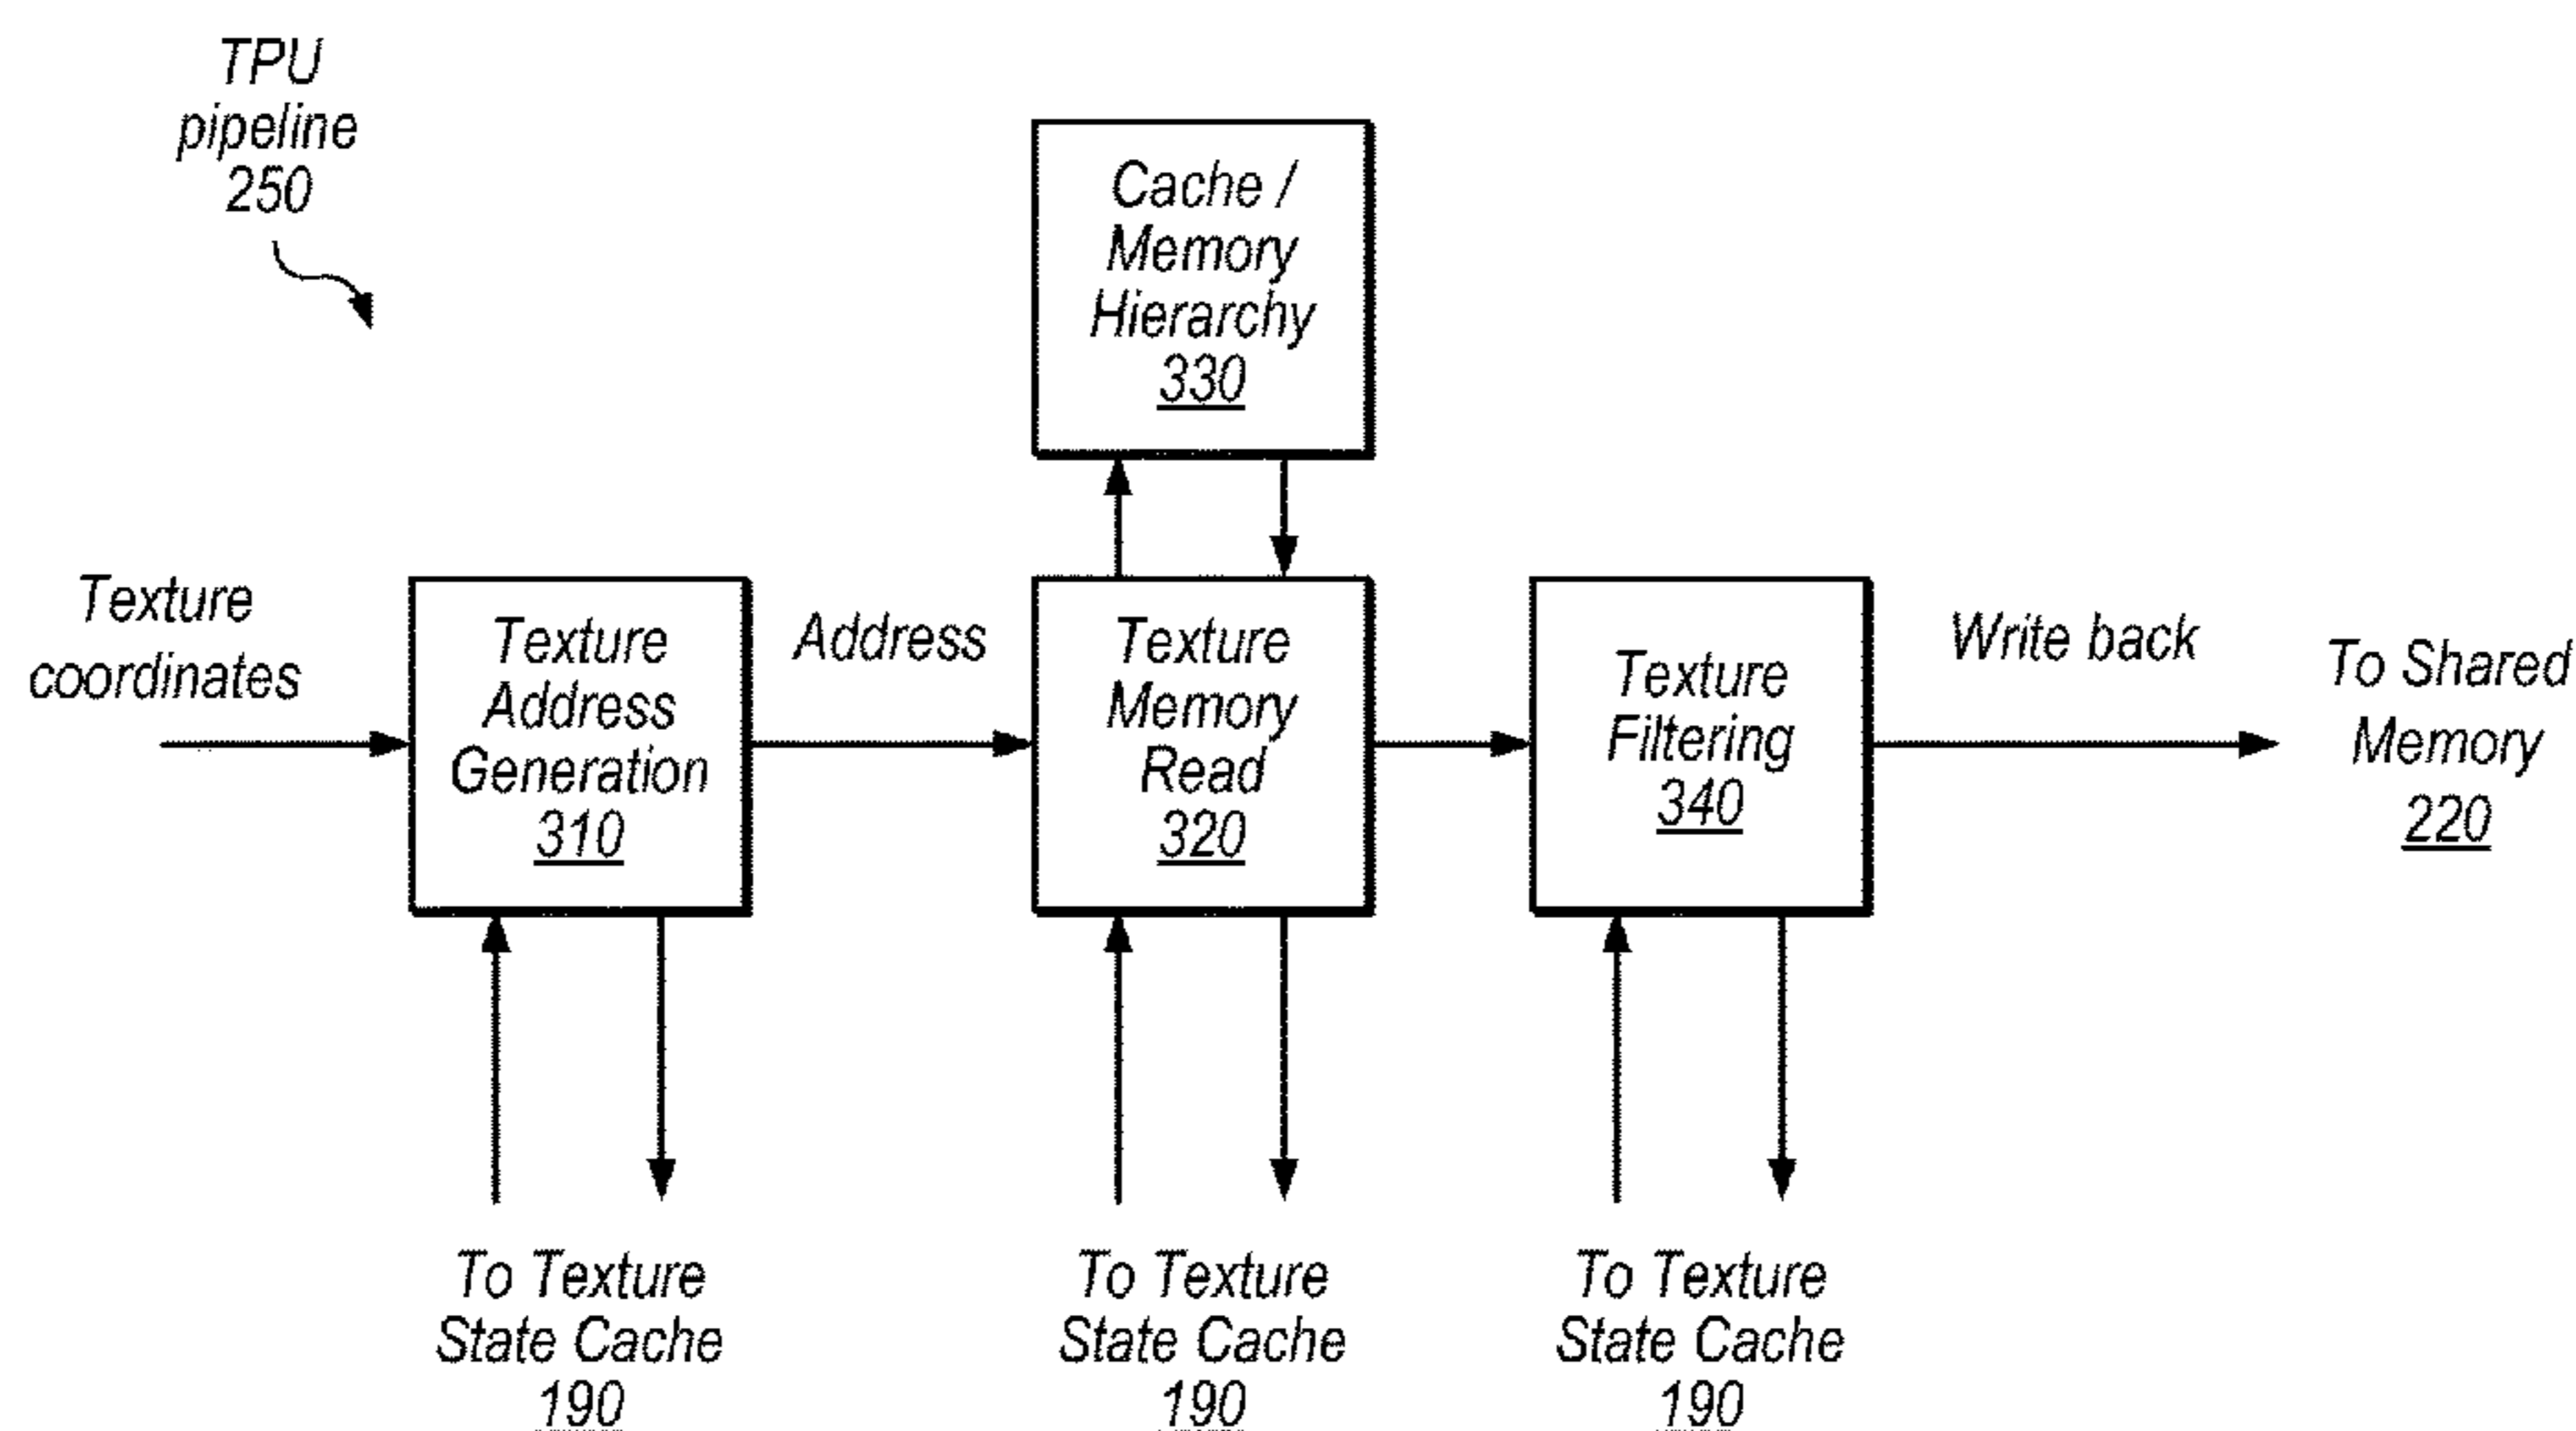 TPU
pipeline
250
Cache /
Memory
Hierarchy
330
Texture
coordinates
Texture
Address
Generation
310
Address
Texture
Memory
Read
320
Texture
Filtering
340
Write back
To Shared
Memory
220
To Texture
State Cache
190
To Texture
State Cache
190
To Texture
State Cache
190